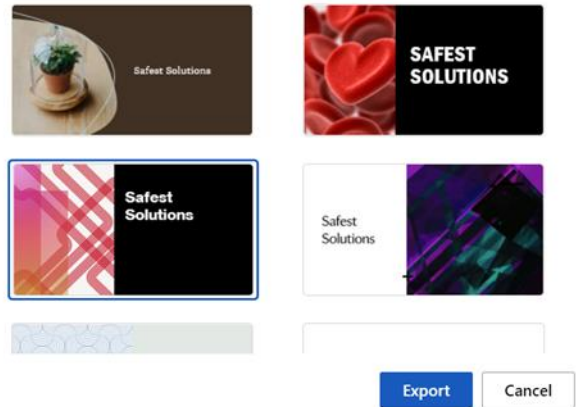 Safest Solutions
SAFEST
SOLUTIONS
Safest
Solutions
Safest
Solutions
Export
Cancel